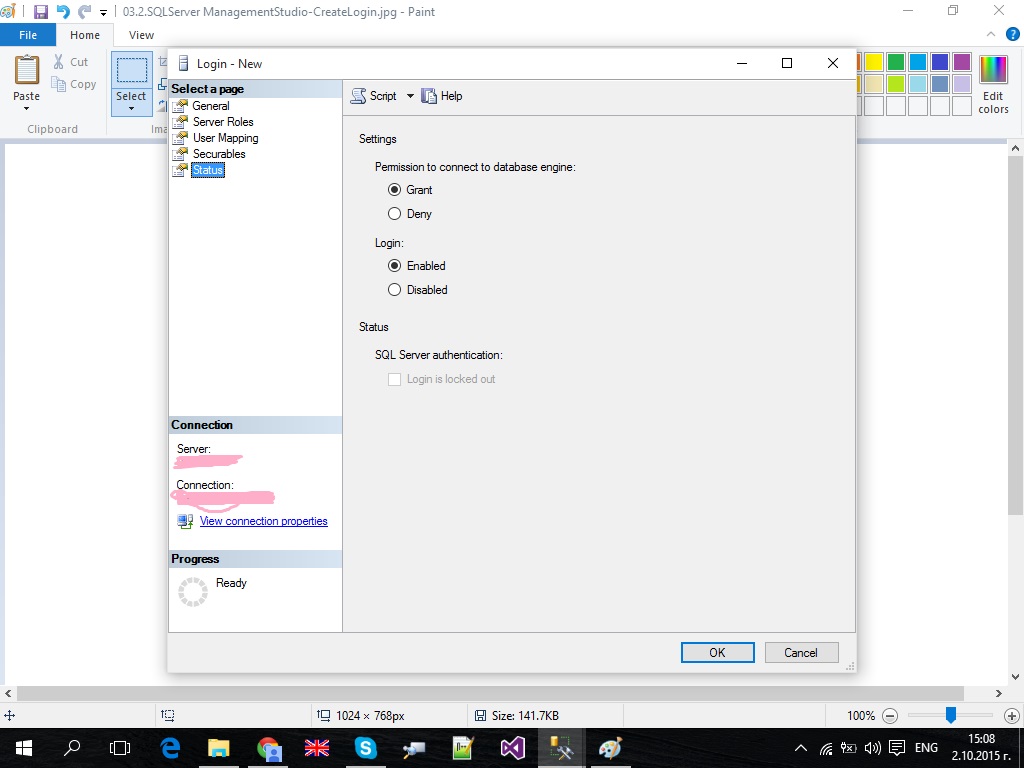 03.2.SQLServer ManagementStudio-CreateLogin.jpg - Paint
File Home View
Paste
Cut
Copy
Select
Clipboard
Ima
Edit colors
Login - New
Select a page
General
Server Roles
User Mapping
Securables
Status
Script Help
Settings
Permission to connect to database engine:
Grant
Deny
Login:
Enabled
Disabled
Status
SQL Server authentication:
Login is locked out
Connection
Server:
Connection:
View connection properties
Progress
Ready
OK Cancel
1024 × 768px Size: 141.7KB 100%
ENG 15:08
2.10.2015 г.